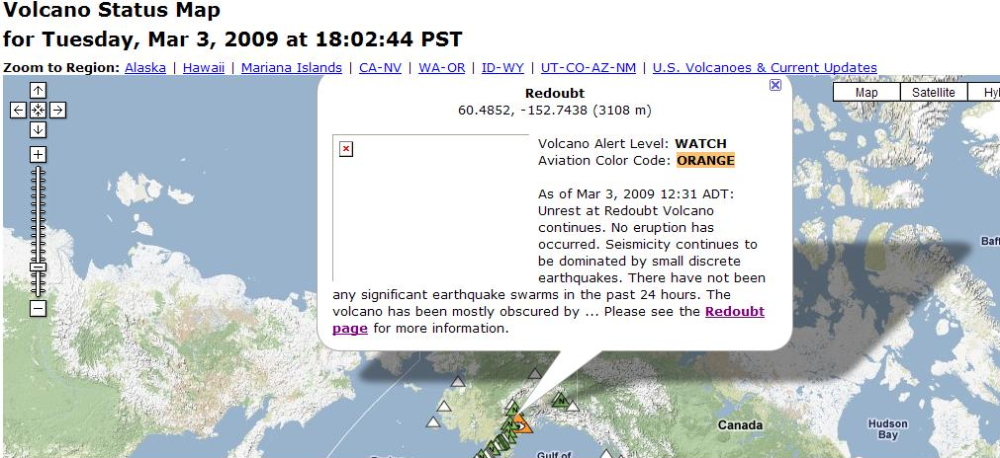 Volcano Status Map
for Tuesday, Mar 3, 2009 at 18:02:44 PST
Zoom to Region: Alaska | Hawaii | Mariana Islands | CA-NV | WA-OR | ID-WY | UT-CO-AZ-NM | U.S. Volcanoes & Current Updates
Map Satellite Hy
Redoubt
60.4852, -152.7438 (3108 m)
Volcano Alert Level: WATCH
Aviation Color Code: ORANGE
As of Mar 3, 2009 12:31 ADT:
Unrest at Redoubt Volcano
continues. No eruption has
occurred. Seismicity continues to
be dominated by small discrete
earthquakes. There have not been
any significant earthquake swarms in the past 24 hours. The
volcano has been mostly obscured by ... Please see the Redoubt
page for more information.
Baf
Canada
Hudson
Bay
Gulf of